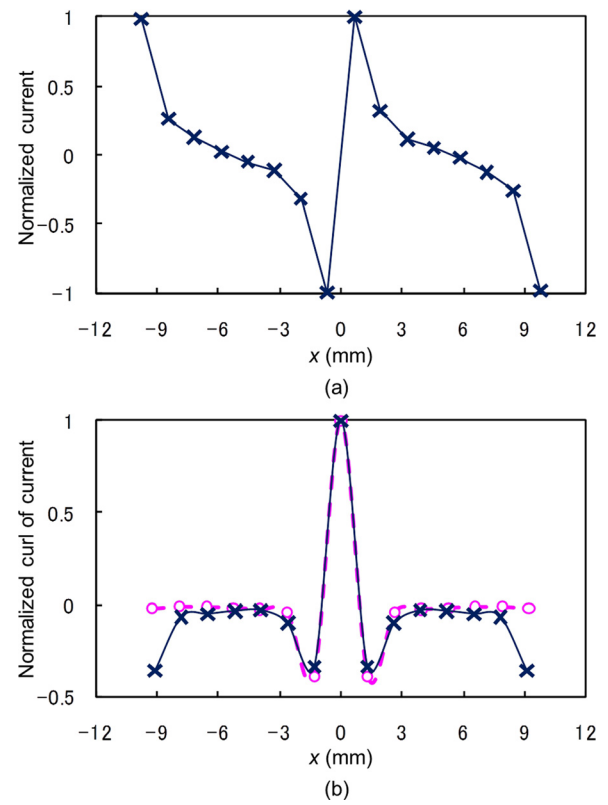 Normalized current
1
0.5
0
−0.5
−1
−12 −9 −6 −3 0 3 6 9 12
x (mm)
(a)
Normalized curl of current
1
0.5
0
−0.5
−12 −9 −6 −3 0 3 6 9 12
x (mm)
(b)